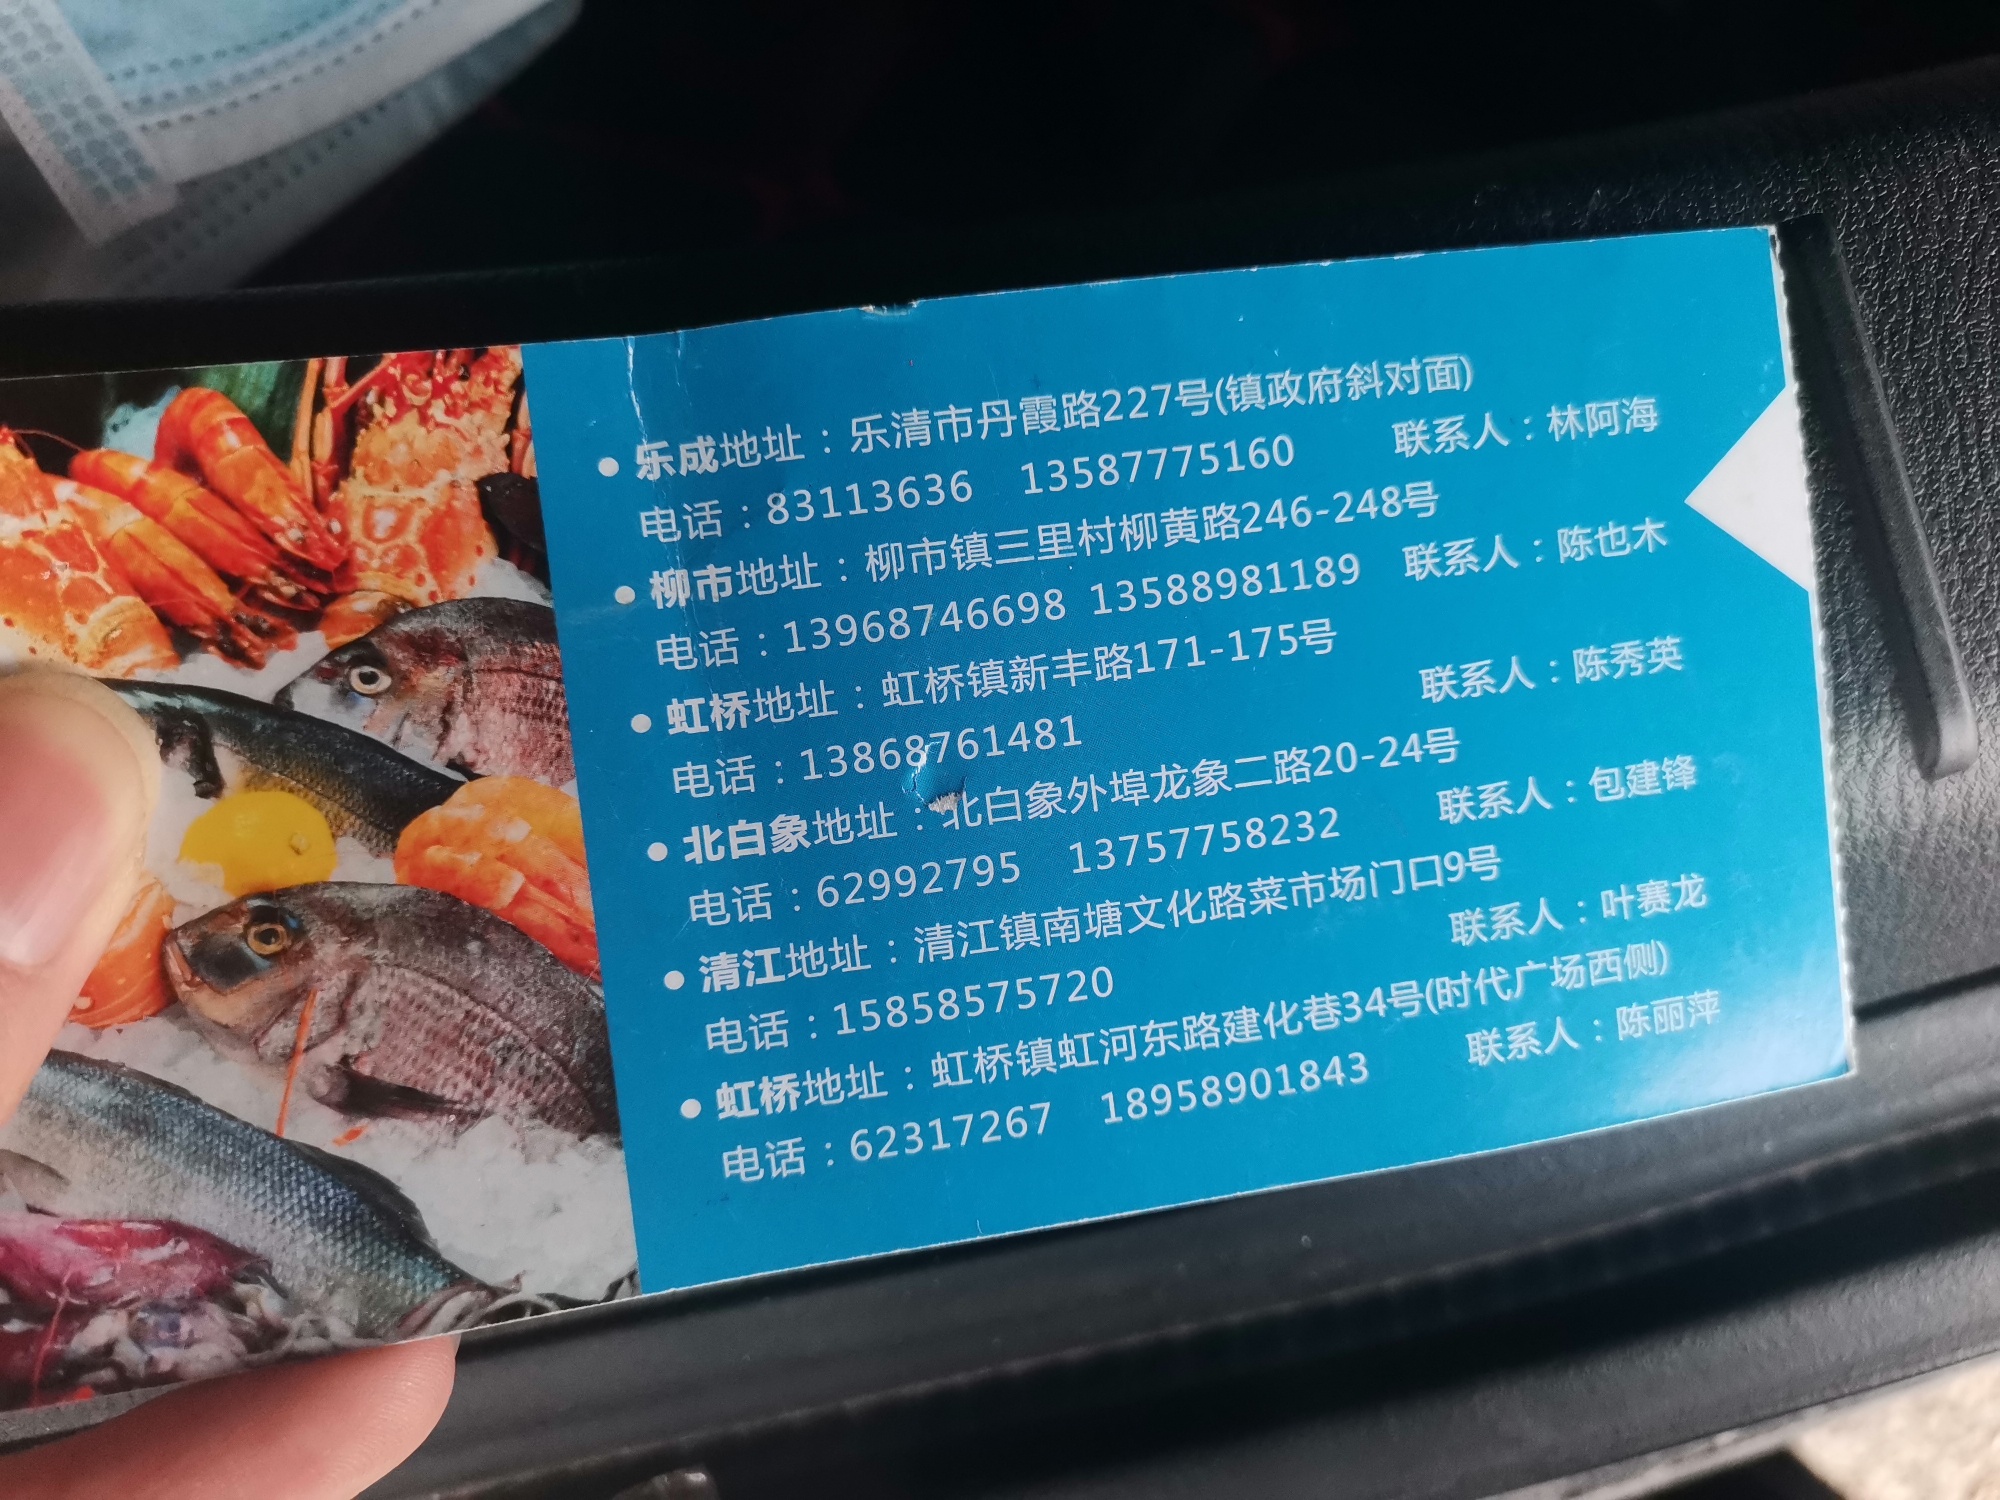 ● 乐成地址：乐清市丹霞路227号(镇政府斜对面)
电话：83113636 13587775160 联系人：林阿海
● 柳市地址：柳市镇三里村柳黄路246-248号
电话：13968746698 13588981189 联系人：陈也木
● 虹桥地址：虹桥镇新丰路171-175号
电话：13868761481 联系人：陈秀英
● 北白象地址：北白象外埠龙象二路20-24号
电话：62992795 13757758232 联系人：包建锋
● 清江地址：清江镇南塘文化路菜市场门口9号
电话：15858575720 联系人：叶赛龙
● 虹桥地址：虹桥镇虹河东路建化巷34号(时代广场西侧)
电话：62317267 18958901843 联系人：陈丽萍